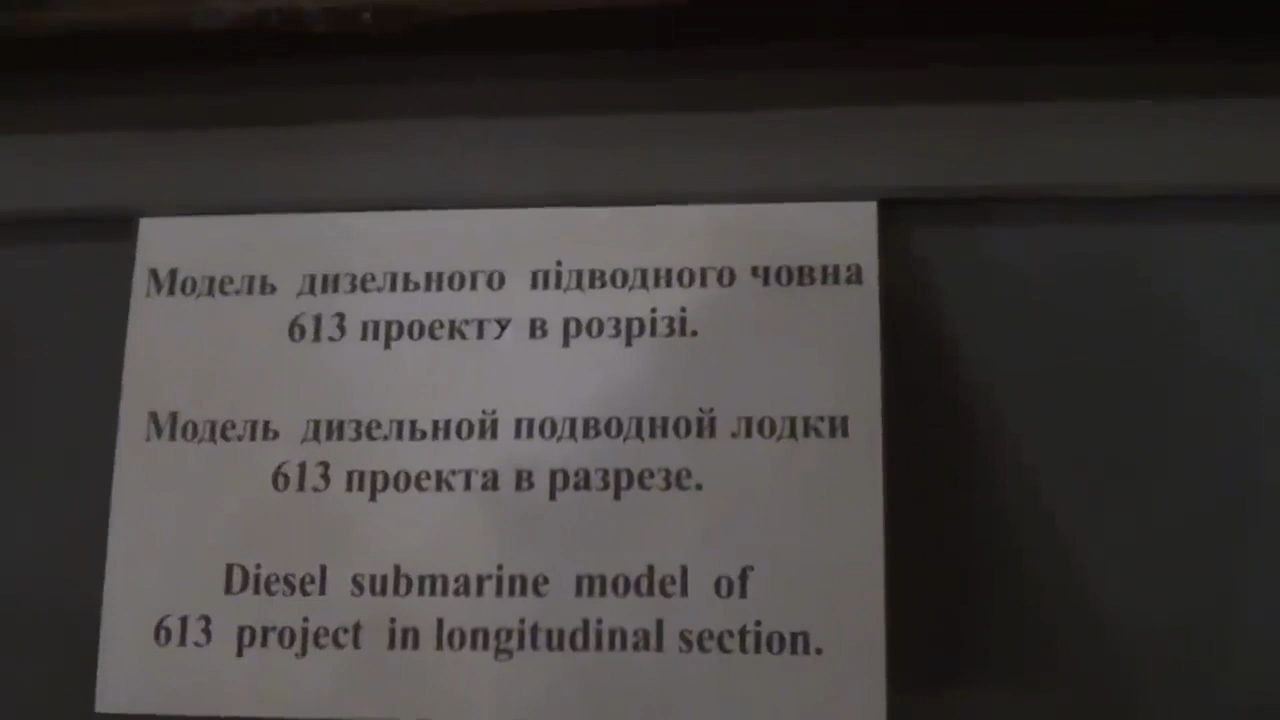 Модель дизельного підводного човна
613 проекту в розрізі.
Модель дизельной подводной лодки
613 проекта в разрезе.
Diesel submarine model of
613 project in longitudinal section.